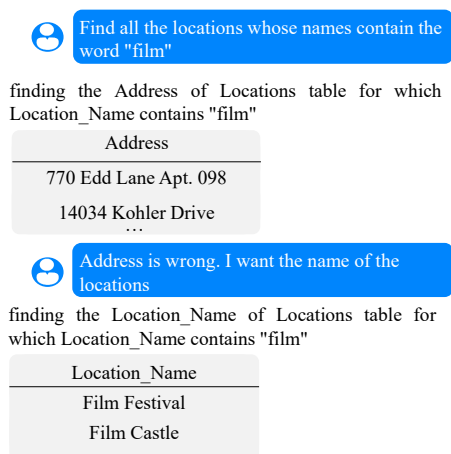 Find all the locations whose names contain the
word "film"
finding the Address of Locations table for which
Location_Name contains "film"
Address
770 Edd Lane Apt. 098
14034 Kohler Drive
...
Address is wrong. I want the name of the
locations
finding the Location_Name of Locations table for
which Location_Name contains "film"
Location_Name
Film Festival
Film Castle